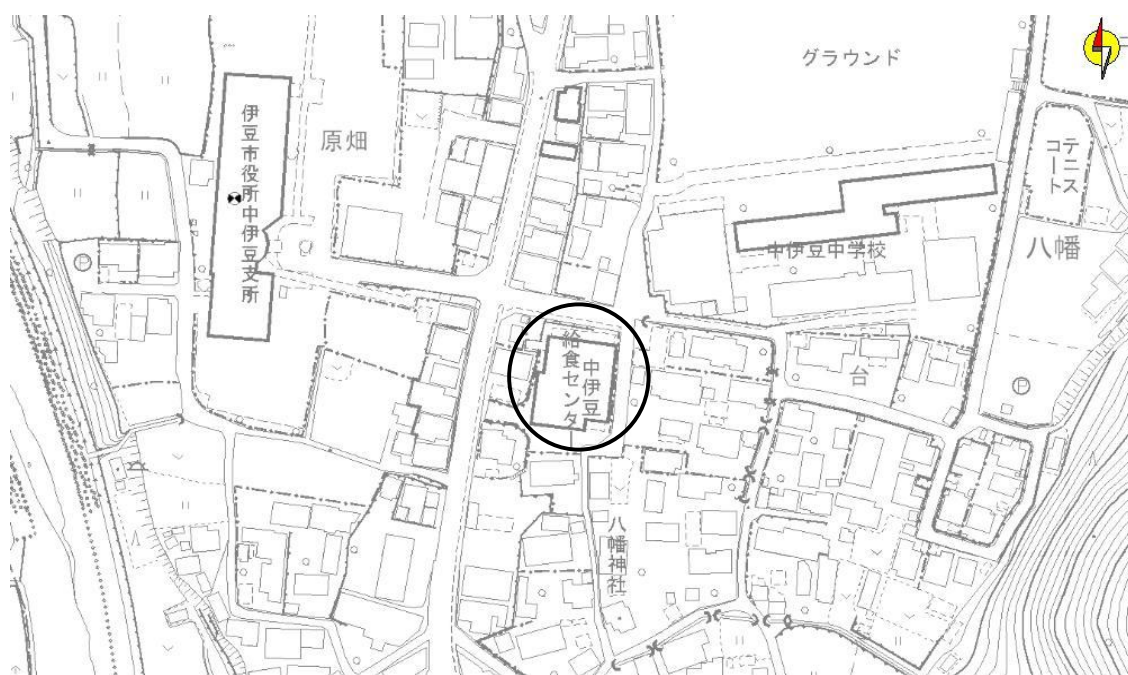 グラウンド
伊豆市役所中伊豆支所
原畑
テニス
コート
八幡
中伊豆中学校
中伊豆
給食センタ
台
P
P
八幡神社